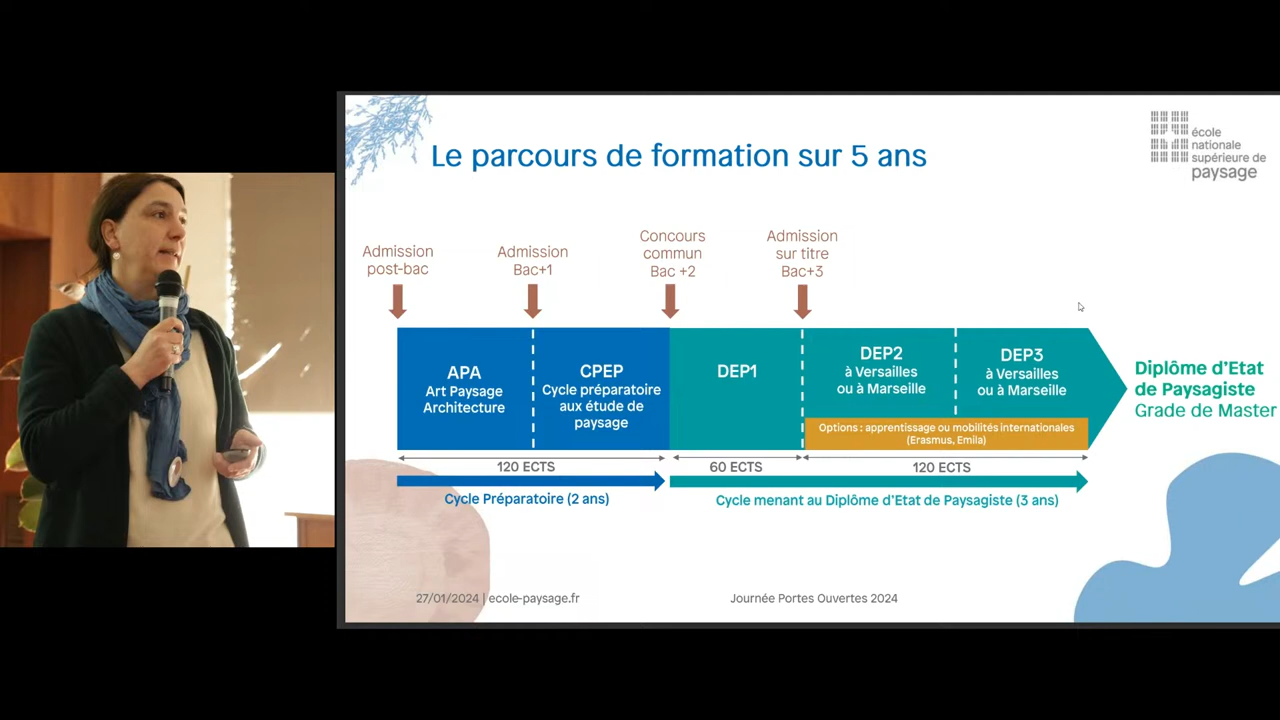 Le parcours de formation sur 5 ans
école
nationale
supérieure de
paysage
Admission
post-bac
Admission
Bac+1
Concours
commun
Bac +2
Admission
sur titre
Bac+3
APA
Art Paysage
Architecture
CPEP
Cycle préparatoire
aux étude de
paysage
DEP1
DEP2
à Versailles
ou à Marseille
DEP3
à Versailles
ou à Marseille
Options : apprentissage ou mobilités internationales
(Erasmus, Emila)
Diplôme d'Etat
de Paysagiste
Grade de Master
120 ECTS
60 ECTS
120 ECTS
Cycle Préparatoire (2 ans)
Cycle menant au Diplôme d'Etat de Paysagiste (3 ans)
27/01/2024 | ecole-paysage.fr
Journée Portes Ouvertes 2024